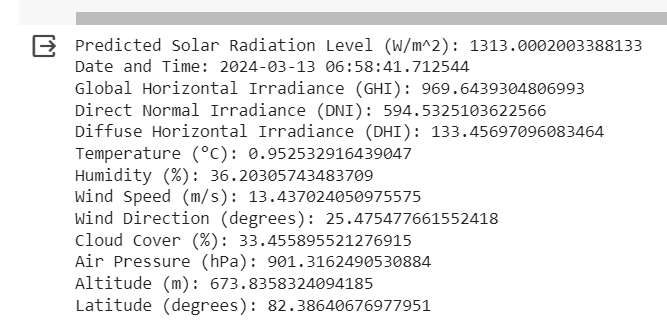 Predicted Solar Radiation Level (W/m^2): 1313.0002003388133
Date and Time: 2024-03-13 06:58:41.712544
Global Horizontal Irradiance (GHI): 969.6439304806993
Direct Normal Irradiance (DNI): 594.5325103622566
Diffuse Horizontal Irradiance (DHI): 133.45697096083464
Temperature (°C): 0.952532916439047
Humidity (%): 36.20305743483709
Wind Speed (m/s): 13.437024050975575
Wind Direction (degrees): 25.475477661552418
Cloud Cover (%): 33.455895521276915
Air Pressure (hPa): 901.3162490530884
Altitude (m): 673.8358324094185
Latitude (degrees): 82.38640676977951